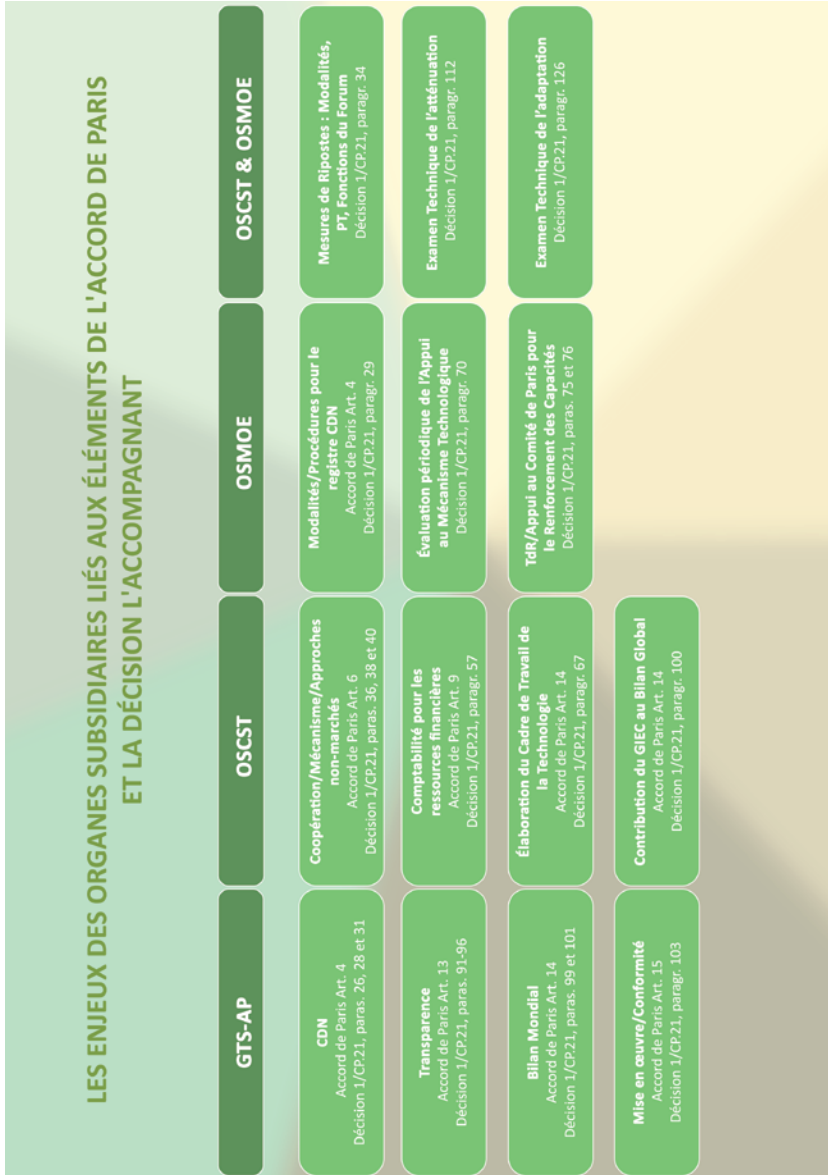 LES ENJEUX DES ORGANES SUBSIDIAIRES LIÉS AUX ÉLÉMENTS DE L'ACCORD DE PARIS
ET LA DÉCISION L'ACCOMPAGNANT
GTS-AP
CDN
Accord de Paris Art. 4
Décision 1/CP.21, paras. 26, 28 et 31
Transparence
Accord de Paris Art. 13
Décision 1/CP.21, paras. 91-96
Bilan Mondial
Accord de Paris Art. 14
Décision 1/CP.21, paras. 99 et 101
Mise en œuvre/Conformité
Accord de Paris Art. 15
Décision 1/CP.21, paragr. 103
OSCST
Coopération/Mécanisme/Approches
non-marchés
Accord de Paris Art. 6
Décision 1/CP.21, paras. 36, 38 et 40
Comptabilité pour les
ressources financières
Accord de Paris Art. 9
Décision 1/CP.21, paragr. 57
Élaboration du Cadre de Travail de
la Technologie
Accord de Paris Art. 14
Décision 1/CP.21, paragr. 67
Contribution du GIEC au Bilan Global
Accord de Paris Art. 14
Décision 1/CP.21, paragr. 100
OSMOE
Modalités/Procédures pour le
registre CDN
Accord de Paris Art. 4
Décision 1/CP.21, paragr. 29
Évaluation périodique de l'Appui
au Mécanisme Technologique
Décision 1/CP.21, paragr. 70
TdR/Appui au Comité de Paris pour
le Renforcement des Capacités
Décision 1/CP.21, paras. 75 et 76
OSCST & OSMOE
Mesures de Ripostes : Modalités,
PT, Fonctions du Forum
Décision 1/CP.21, paragr. 34
Examen Technique de l'atténuation
Décision 1/CP.21, paragr. 112
Examen Technique de l'adaptation
Décision 1/CP.21, paragr. 126